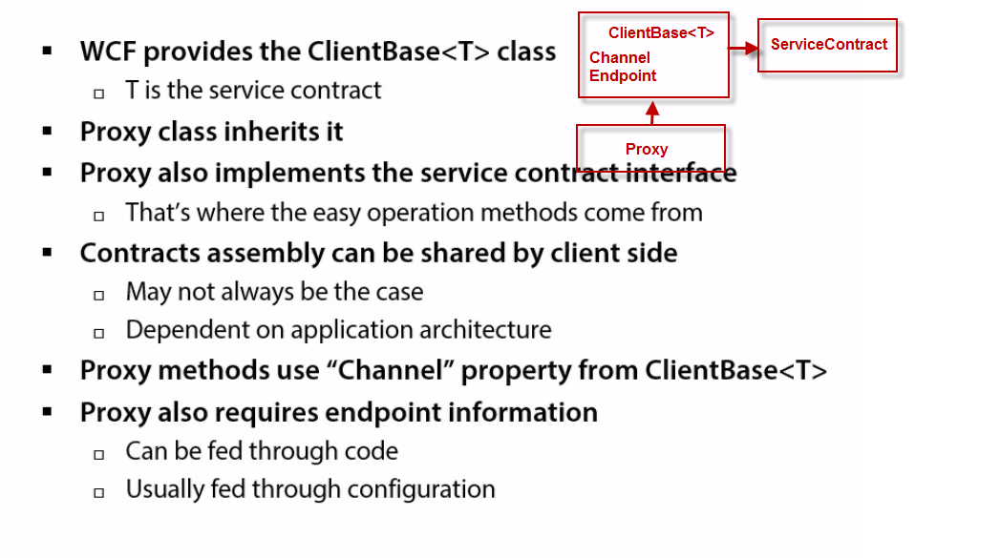 WCF provides the ClientBase<T> class
T is the service contract
Proxy class inherits it
Proxy also implements the service contract interface
That’s where the easy operation methods come from
Contracts assembly can be shared by client side
May not always be the case
Dependent on application architecture
Proxy methods use “Channel” property from ClientBase<T>
Proxy also requires endpoint information
Can be fed through code
Usually fed through configuration
ClientBase<T>
Channel
Endpoint
ServiceContract
Proxy